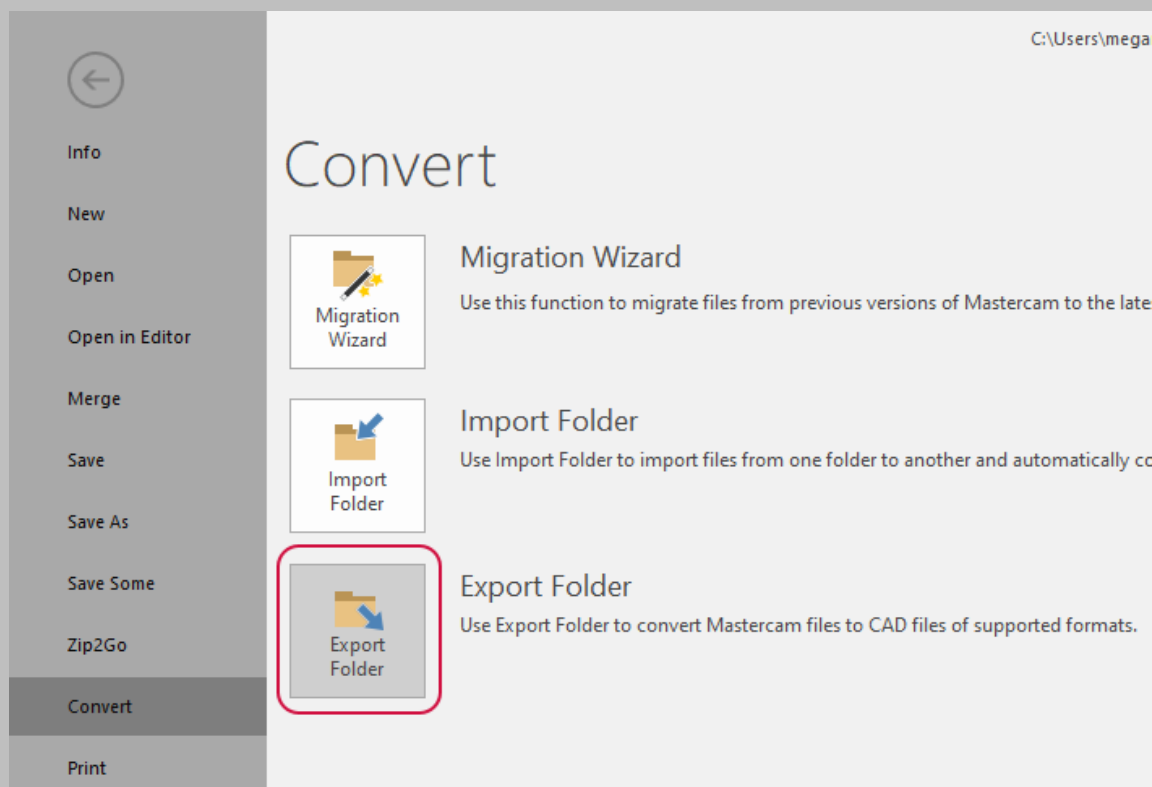 C:\Users\mega
Info
New
Open
Open in Editor
Merge
Save
Save As
Save Some
Zip2Go
Convert
Print
Convert
Migration
Wizard
Migration Wizard
Use this function to migrate files from previous versions of Mastercam to the late
Import
Folder
Import Folder
Use Import Folder to import files from one folder to another and automatically co
Export
Folder
Export Folder
Use Export Folder to convert Mastercam files to CAD files of supported formats.